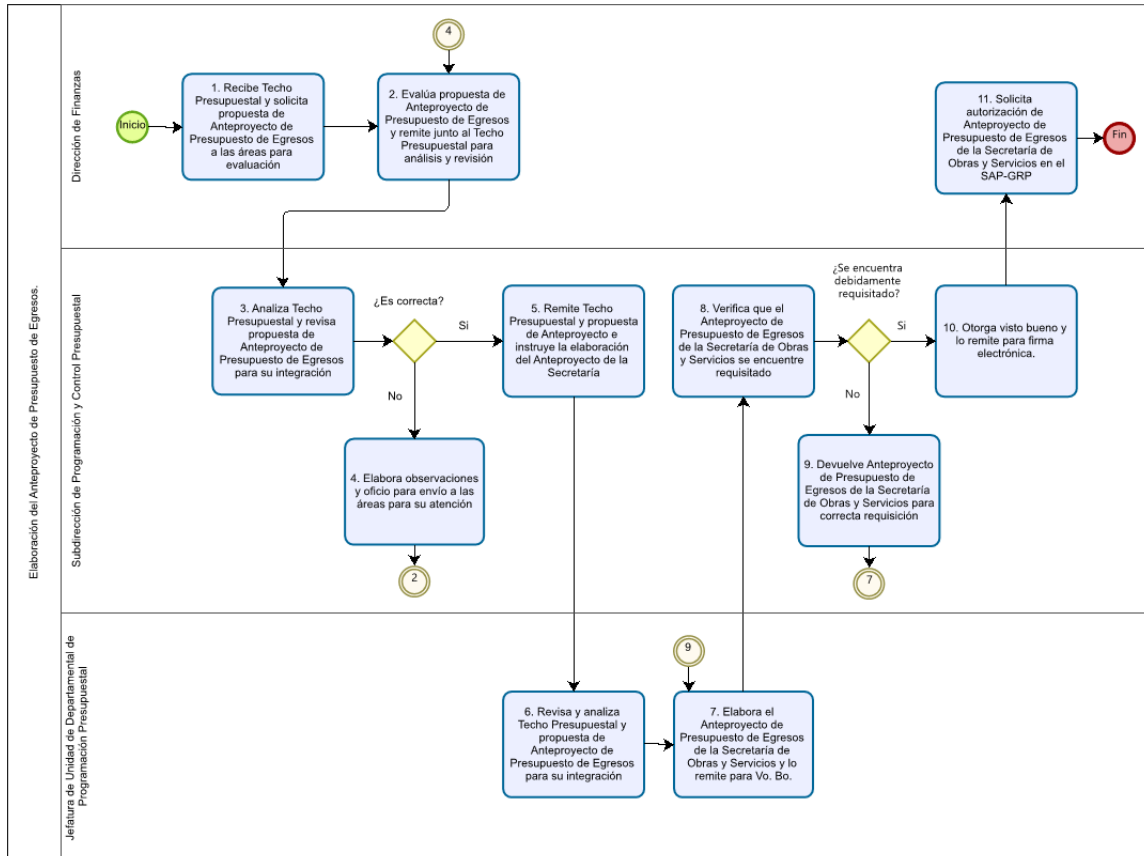 Elaboración del Anteproyecto de Presupuesto de Egresos.
Dirección de Finanzas
Inicio
1. Recibe Techo
Presupuestal y solicita
propuesta de
Anteproyecto de
Presupuesto de Egresos
a las áreas para
evaluación
4
2. Evalúa propuesta de
Anteproyecto de
Presupuesto de Egresos
y remite junto al Techo
Presupuestal para
análisis y revisión
11. Solicita
autorización de
Anteproyecto de
Presupuesto de
Egresos de la
Secretaría de
Obras y Servicios en el
SAP-GRP
Fin
Subdirección de Programación y Control Presupuestal
3. Analiza Techo
Presupuestal y revisa
propuesta de
Anteproyecto de
Presupuesto de Egresos
para su integración
¿Es correcta?
Si
No
4. Elabora observaciones
y oficio para envío a las
áreas para su atención
2
5. Remite Techo
Presupuestal y propuesta
de Anteproyecto e
instruye la elaboración
del Anteproyecto de la
Secretaría
8. Verifica que el
Anteproyecto de
Presupuesto de Egresos
de la Secretaría de Obras
y Servicios se encuentre
requisitado
¿Se encuentra
debidamente
requisitado?
Si
No
9. Devuelve Anteproyecto
de Presupuesto de
Egresos de la Secretaría
de Obras y Servicios para
correcta requisición
7
10. Otorga visto bueno y
lo remite para firma
electrónica.
Jefatura de Unidad de Departamental de
Programación Presupuestal
6. Revisa y analiza
Techo Presupuestal y
propuesta de
Anteproyecto de
Presupuesto de Egresos
para su integración
9
7. Elabora el
Anteproyecto de
Presupuesto de Egresos
de la Secretaría de
Obras y Servicios y lo
remite para Vo. Bo.